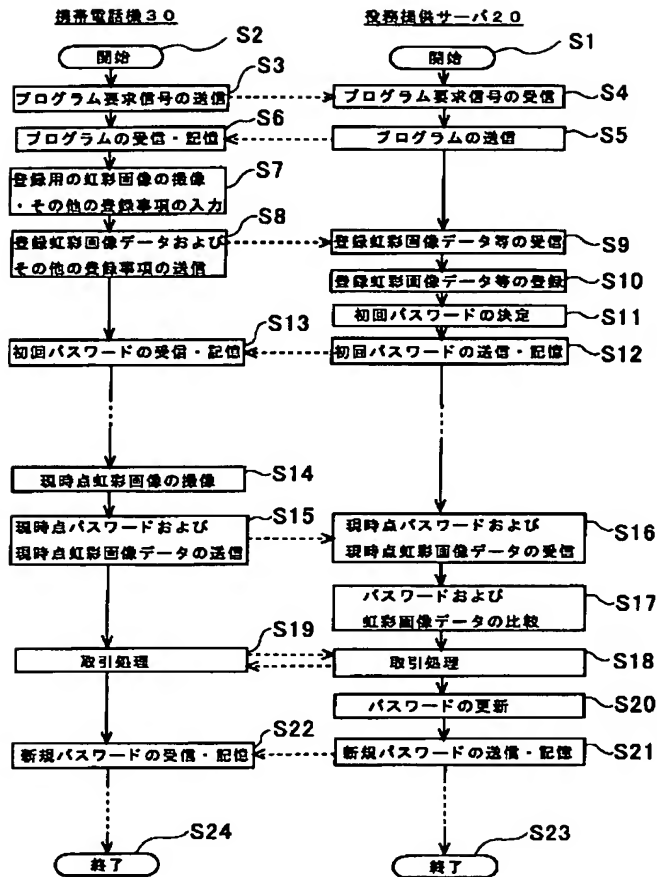 携帯電話機30
役務提供サーバ20
開始
S2
開始
S1
プログラム要求信号の送信
S3
プログラム要求信号の受信
S4
プログラムの受信・記憶
S6
プログラムの送信
S5
登録用の虹彩画像の撮像
・その他の登録事項の入力
S7
登録虹彩画像データおよび
その他の登録事項の送信
S8
登録虹彩画像データ等の受信
S9
登録虹彩画像データ等の登録
S10
初回パスワードの決定
S11
初回パスワードの受信・記憶
S13
初回パスワードの送信・記憶
S12
現時点虹彩画像の撮像
S14
現時点パスワードおよび
現時点虹彩画像データの送信
S15
現時点パスワードおよび
現時点虹彩画像データの受信
S16
パスワードおよび
虹彩画像データの比較
S17
取引処理
S19
取引処理
S18
パスワードの更新
S20
新規パスワードの受信・記憶
S22
新規パスワードの送信・記憶
S21
終了
S24
終了
S23